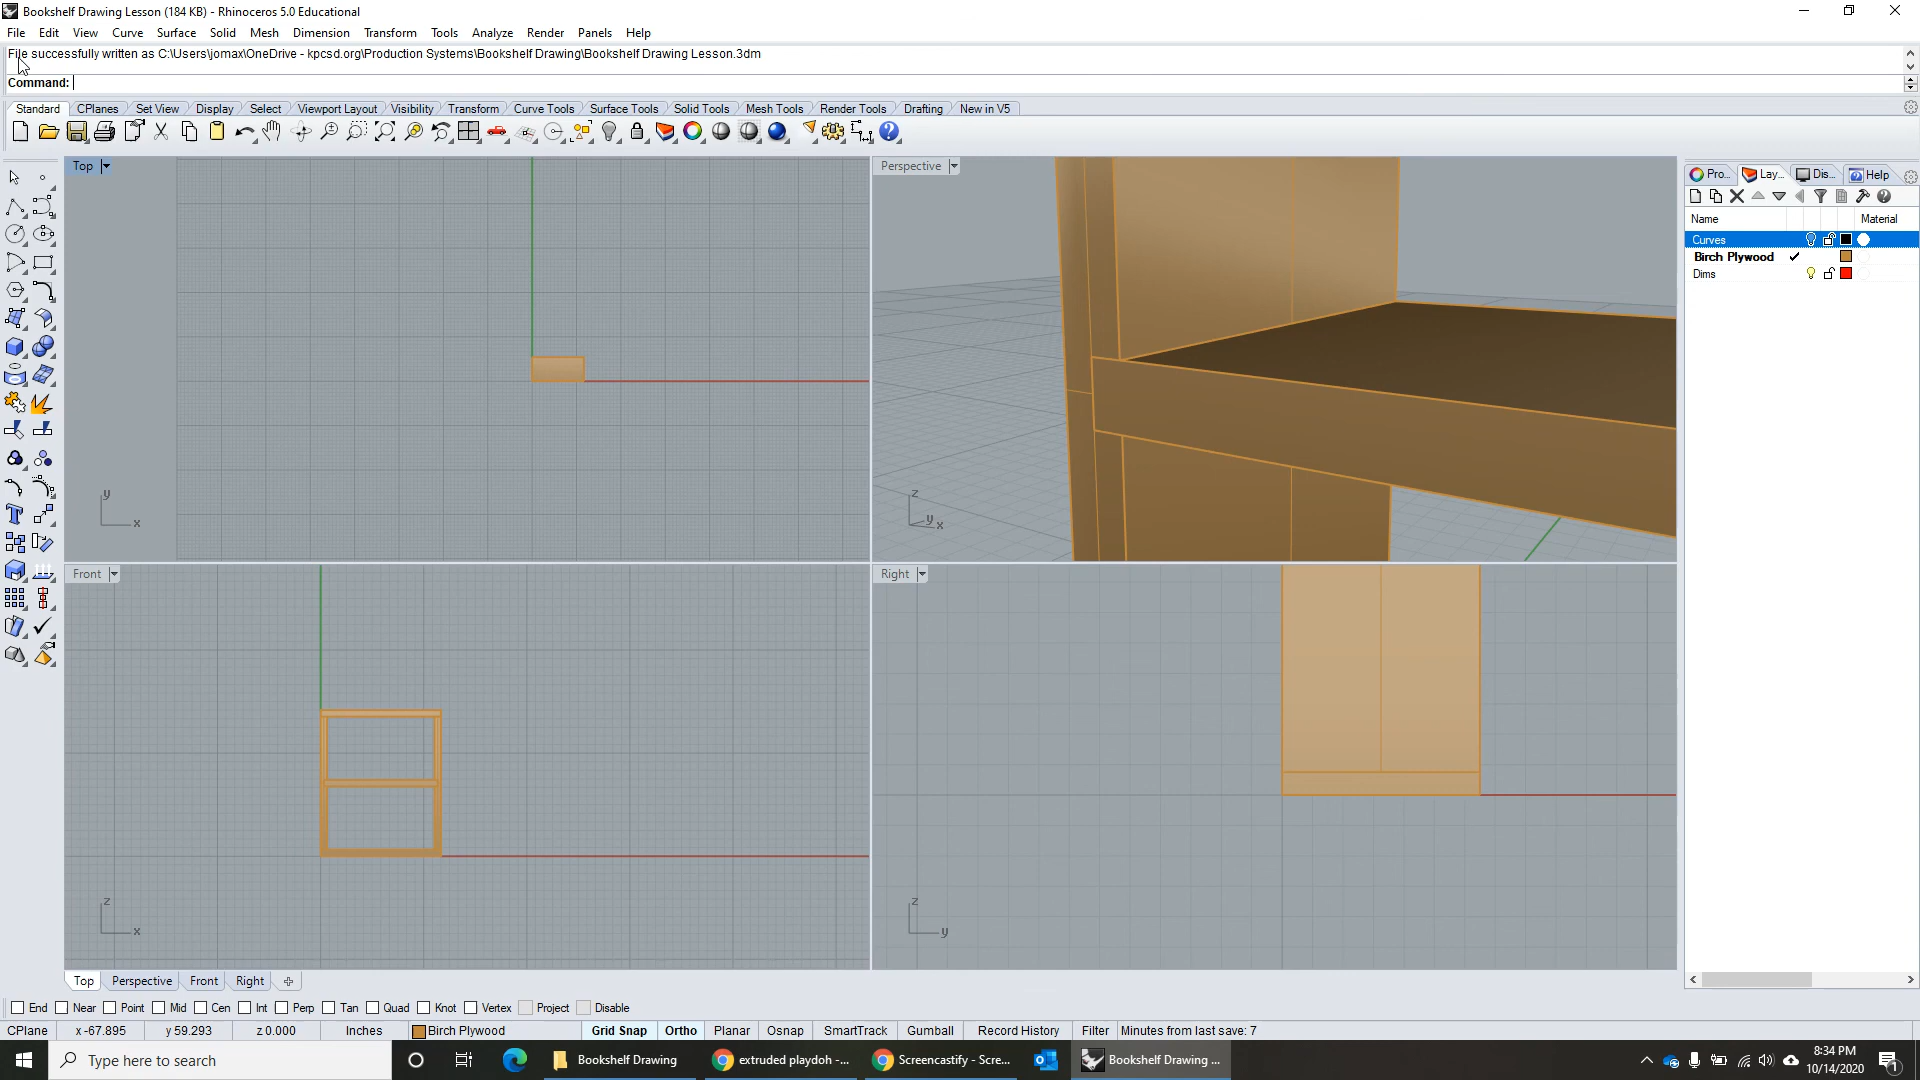 Bookshelf Drawing Lesson (184 KB) - Rhinoceros 5.0 Educational
File Edit View Curve Surface Solid Mesh Dimension Transform Tools Analyze Render Panels Help
File successfully written as C:\Users\jomax\OneDrive - kpcsd.org\Production Systems\Bookshelf Drawing\Bookshelf Drawing Lesson.3dm
Command:
Standard CPlanes Set View Display Select Viewport Layout Visibility Transform Curve Tools Surface Tools Solid Tools Mesh Tools Render Tools Drafting New in V5
Top
Perspective
Pro... Lay... Dis... Help
Name Material
Curves
Birch Plywood
Dims
y
x
z
y
x
Front
Right
z
x
z
y
Top Perspective Front Right
End Near Point Mid Cen Int Perp Tan Quad Knot Vertex Project Disable
CPlane x -67.895 y 59.293 z 0.000 Inches Birch Plywood Grid Snap Ortho Planar Osnap SmartTrack Gumball Record History Filter Minutes from last save: 7
Type here to search
Bookshelf Drawing
extruded playdoh -...
Screencastify - Scre...
Bookshelf Drawing ...
8:34 PM
10/14/2020
1